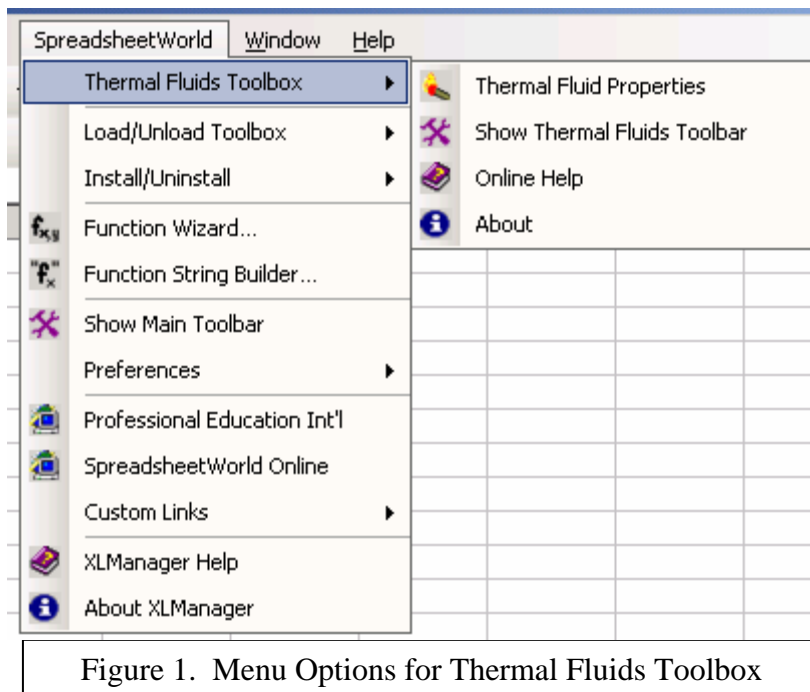 SpreadsheetWorld Window Help
Thermal Fluids Toolbox
Load/Unload Toolbox
Install/Uninstall
Function Wizard...
Function String Builder...
Show Main Toolbar
Preferences
Professional Education Int'l
SpreadsheetWorld Online
Custom Links
XLManager Help
About XLManager
Thermal Fluid Properties
Show Thermal Fluids Toolbar
Online Help
About
Figure 1. Menu Options for Thermal Fluids Toolbox